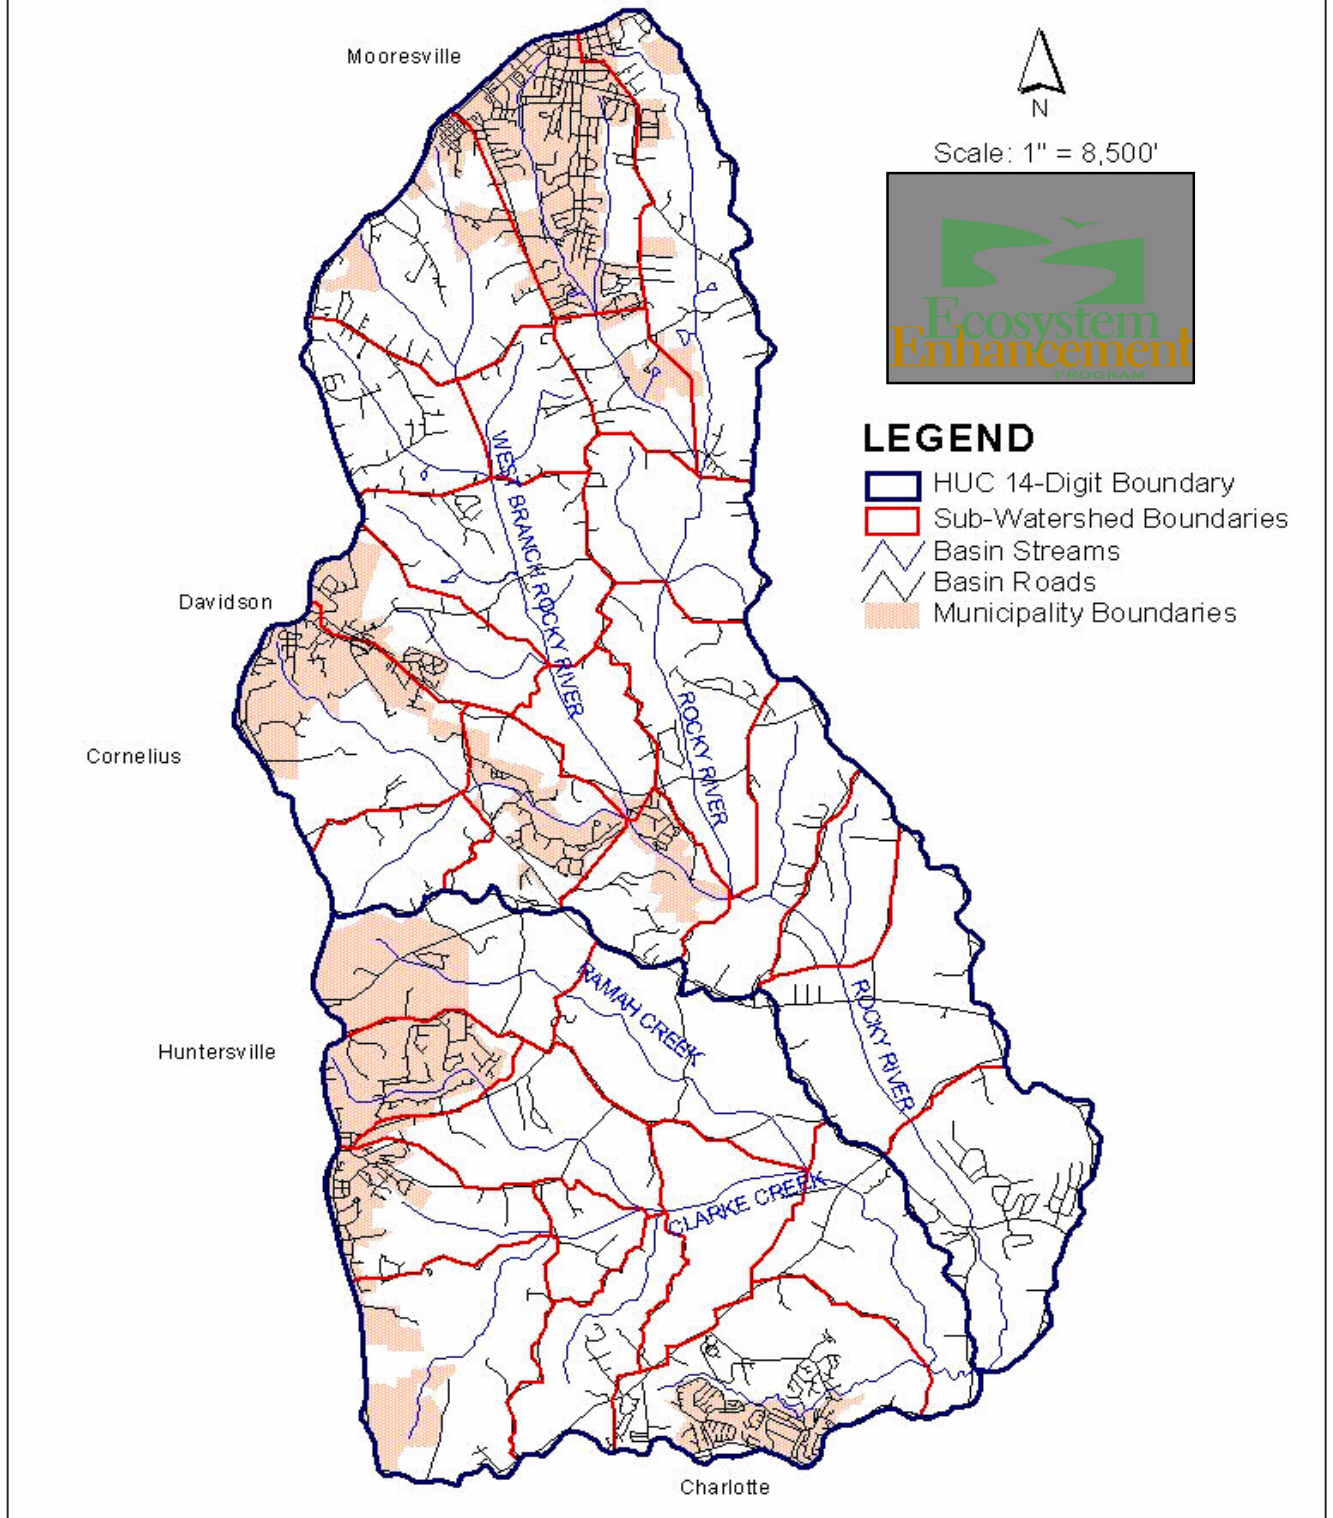 Mooresville
N
Scale: 1" = 8,500'
Ecosystem
Enhancement
PROGRAM
LEGEND
HUC 14-Digit Boundary
Sub-Watershed Boundaries
Basin Streams
Basin Roads
Municipality Boundaries
WEST BRANCH ROCKY RIVER
Davidson
ROCKY RIVER
Cornelius
RAMAH CREEK
ROCKY RIVER
Huntersville
CLARKE CREEK
Charlotte